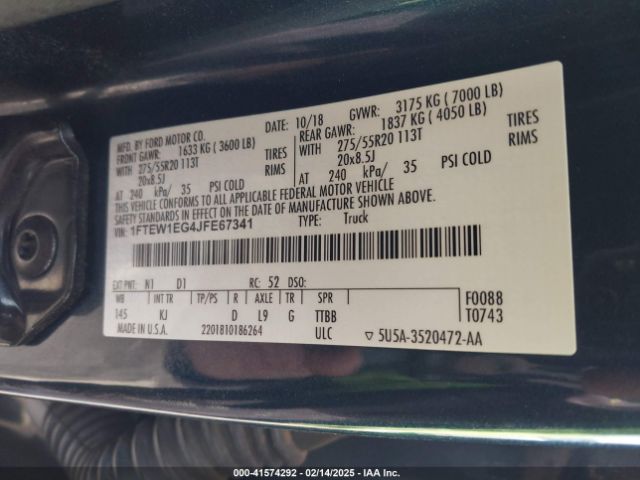 MFD. BY FORD MOTOR CO. DATE: 10/18 GVWR: 3175 KG ( 7000 LB)
FRONT GAWR: 1633 KG ( 3600 LB) REAR GAWR: 1837 KG ( 4050 LB)
WITH 275/55R20 113T TIRES WITH 275/55R20 113T TIRES
20x8.5J RIMS 20x8.5J RIMS
AT 240 kPa/ 35 PSI COLD AT 240 kPa/ 35 PSI COLD
THIS VEHICLE CONFORMS TO ALL APPLICABLE FEDERAL MOTOR VEHICLE
SAFETY STANDARDS IN EFFECT ON THE DATE OF MANUFACTURE SHOWN ABOVE.
VIN: 1FTEW1EG4JFE67341 TYPE: Truck
EXT PNT: N1 D1 RC: 52 DSO:
WB INT TR TP/PS R AXLE TR SPR F0088
145 KJ D L9 G TTBB T0743
MADE IN U.S.A. 2201810186264 ULC ▽ 5U5A-3520472-AA
000-41574292 - 02/14/2025 - IAA Inc.